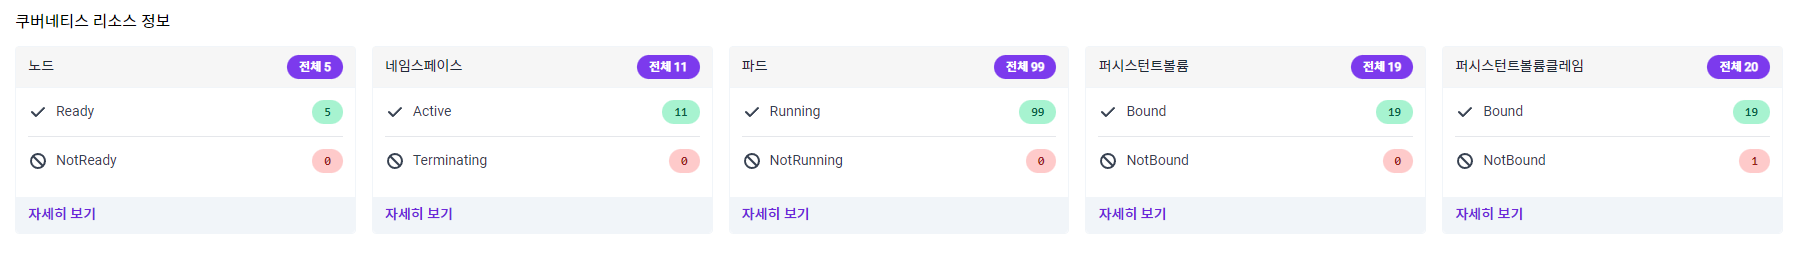 쿠버네티스 리소스 정보
노드 전체 5
Ready 5
NotReady 0
자세히 보기
네임스페이스 전체 11
Active 11
Terminating 0
자세히 보기
파드 전체 99
Running 99
NotRunning 0
자세히 보기
퍼시스턴트볼륨 전체 19
Bound 19
NotBound 0
자세히 보기
퍼시스턴트볼륨클레임 전체 20
Bound 19
NotBound 1
자세히 보기